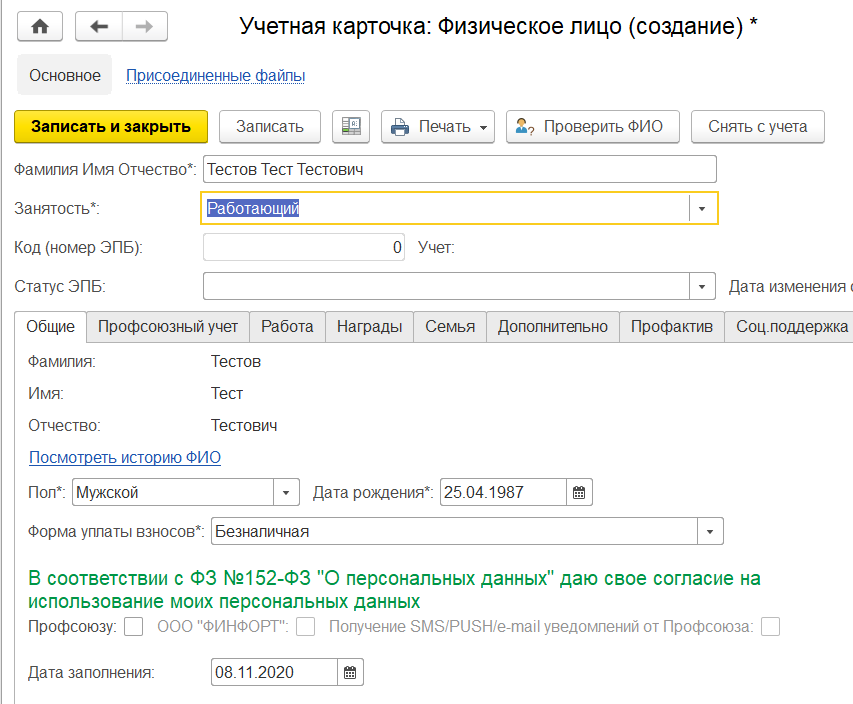 Учетная карточка: Физическое лицо (создание) *
Основное Присоединенные файлы
Записать и закрыть Записать Печать Проверить ФИО Снять с учета
Фамилия Имя Отчество*: Тестов Тест Тестович
Занятость*: Работающий
Код (номер ЭПБ): 0 Учет:
Статус ЭПБ: Дата изменения с
Общие Профсоюзный учет Работа Награды Семья Дополнительно Профактив Соц.поддержка
Фамилия: Тестов
Имя: Тест
Отчество: Тестович
Посмотреть историю ФИО
Пол*: Мужской Дата рождения*: 25.04.1987
Форма уплаты взносов*: Безналичная
В соответствии с ФЗ №152-ФЗ "О персональных данных" даю свое согласие на
использование моих персональных данных
Профсоюзу: ООО "ФИНФОРТ": Получение SMS/PUSH/e-mail уведомлений от Профсоюза:
Дата заполнения: 08.11.2020